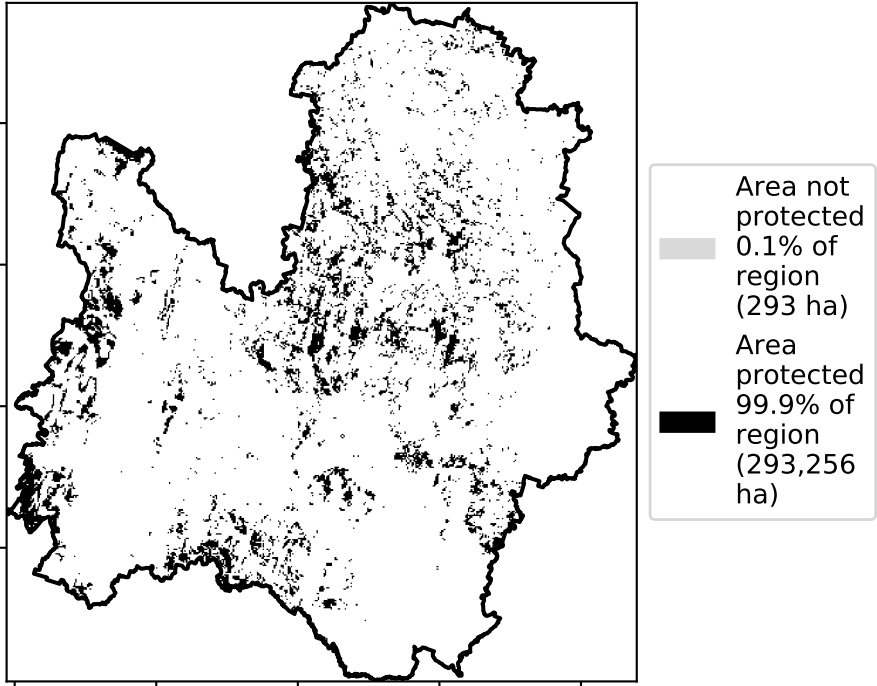 Area not
protected
0.1% of
region
(293 ha)
Area
protected
99.9% of
region
(293,256
ha)